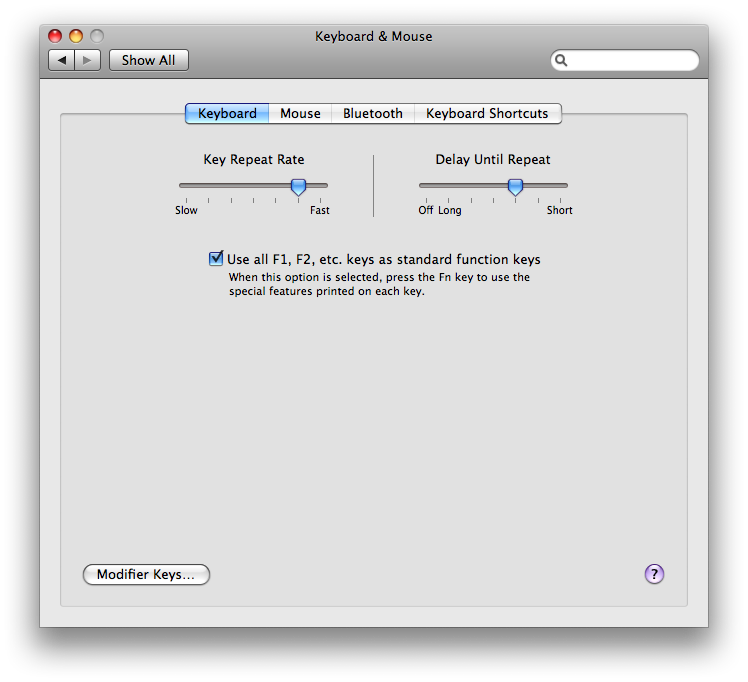 Keyboard & Mouse
Show All
Keyboard Mouse Bluetooth Keyboard Shortcuts
Key Repeat Rate
Slow Fast
Delay Until Repeat
Off Long Short
Use all F1, F2, etc. keys as standard function keys
When this option is selected, press the Fn key to use the
special features printed on each key.
Modifier Keys...
?